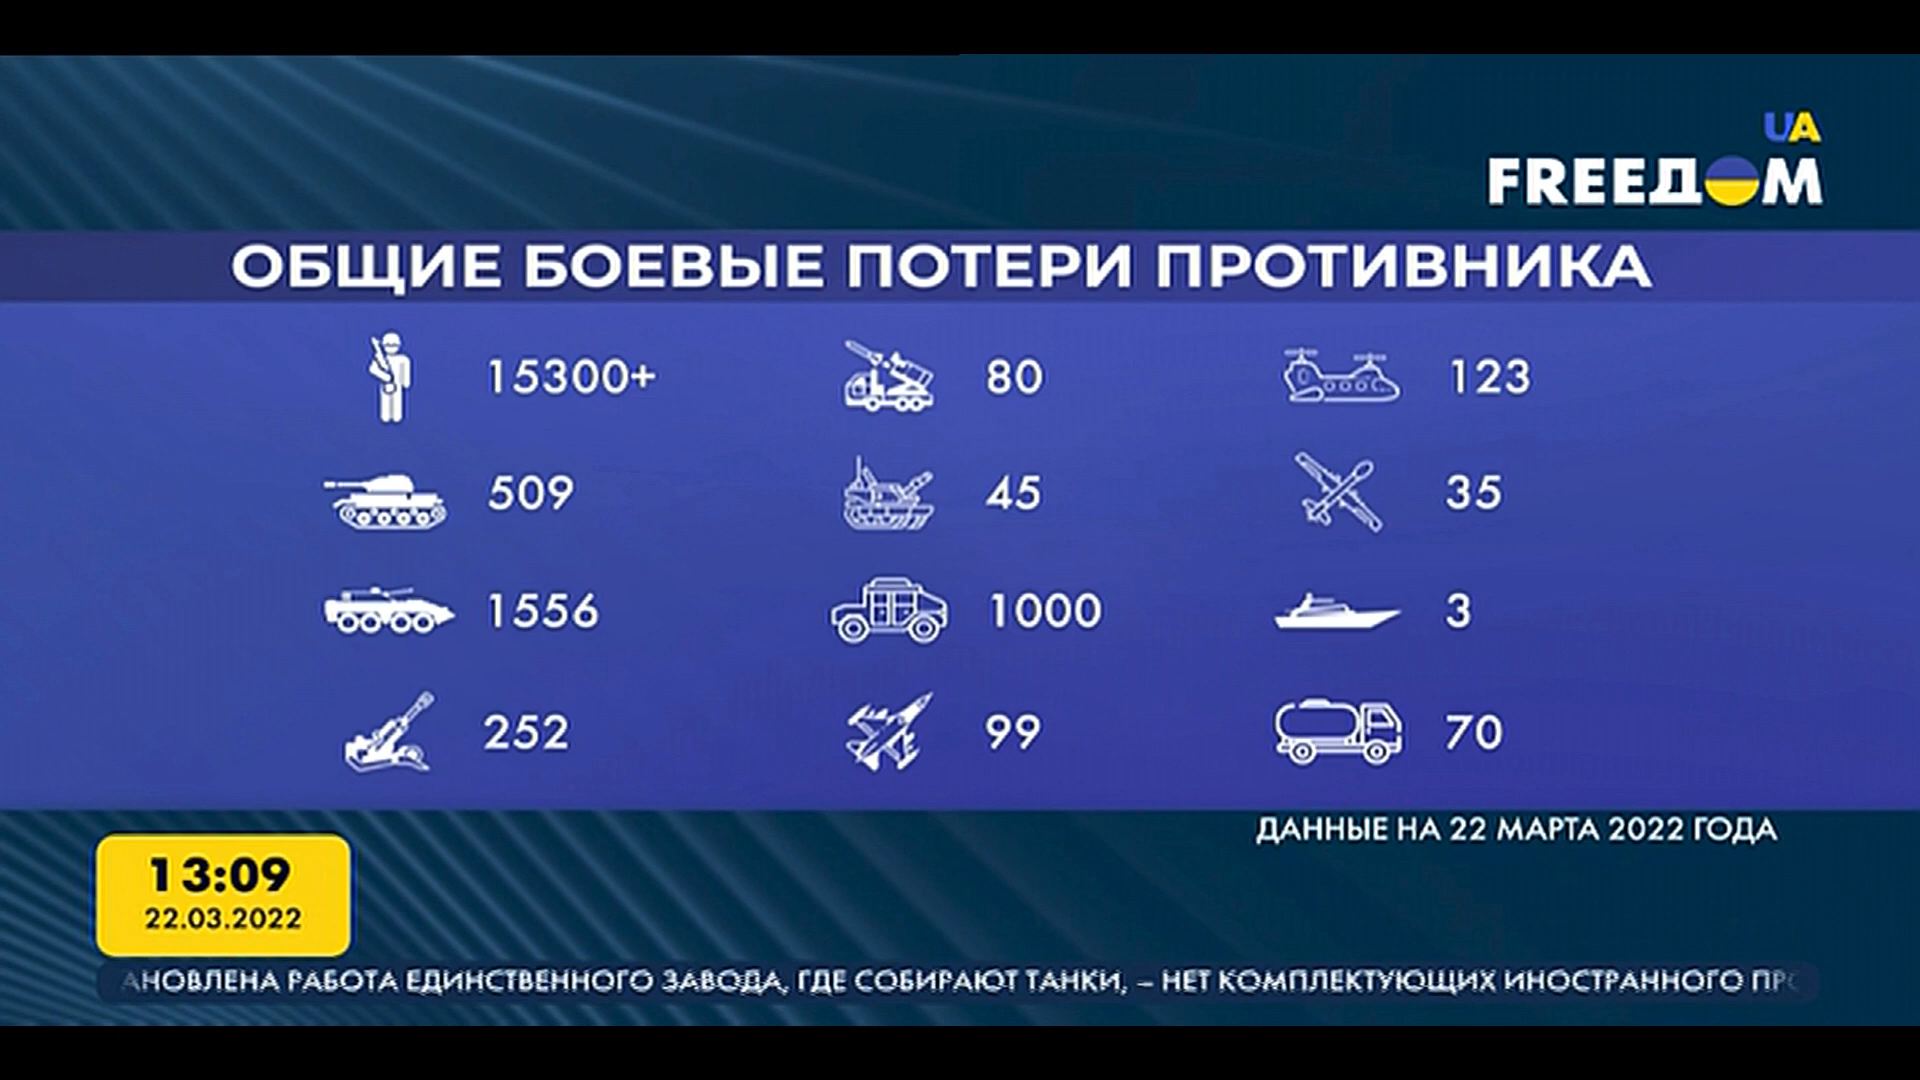 UA
FREEДOM
ОБЩИЕ БОЕВЫЕ ПОТЕРИ ПРОТИВНИКА
15300+ 80 123
509 45 35
1556 1000 3
252 99 70
ДАННЫЕ НА 22 МАРТА 2022 ГОДА
13:09
22.03.2022
АНОВЛЕНА РАБОТА ЕДИНСТВЕННОГО ЗАВОДА, ГДЕ СОБИРАЮТ ТАНКИ, – НЕТ КОМПЛЕКТУЮЩИХ ИНОСТРАННОГО